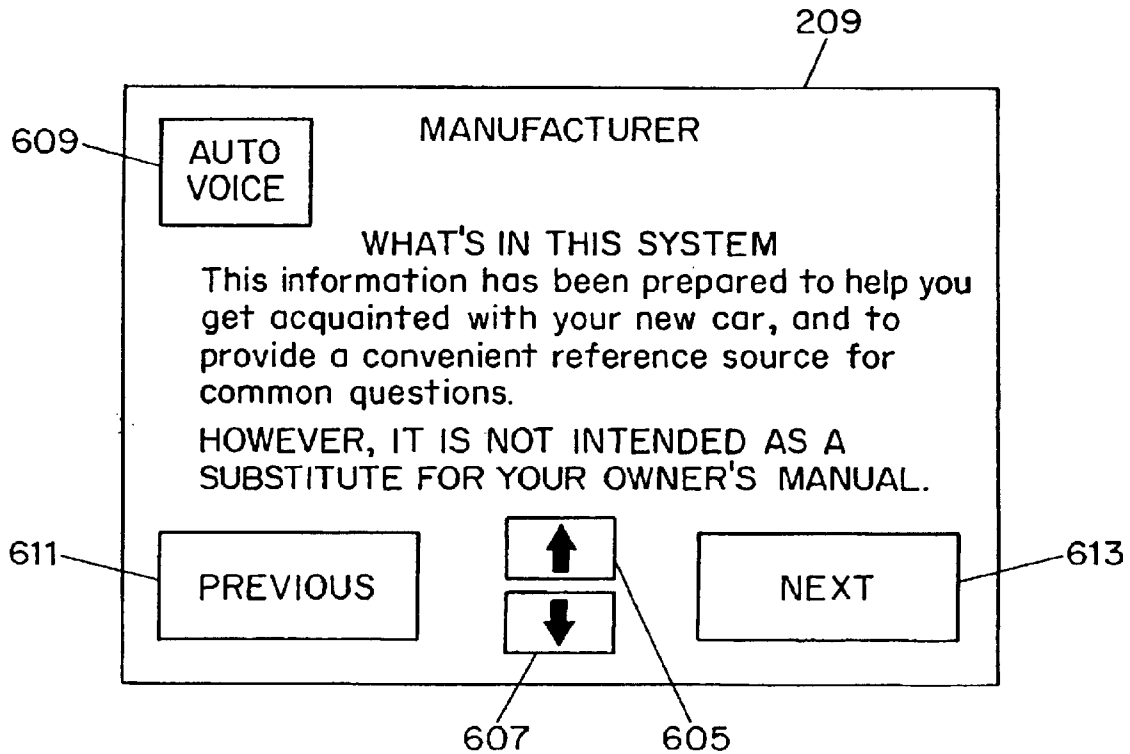 209
MANUFACTURER
609
AUTO
VOICE
WHAT'S IN THIS SYSTEM
This information has been prepared to help you
get acquainted with your new car, and to
provide a convenient reference source for
common questions.
HOWEVER, IT IS NOT INTENDED AS A
SUBSTITUTE FOR YOUR OWNER'S MANUAL.
611
PREVIOUS
NEXT
613
607
605